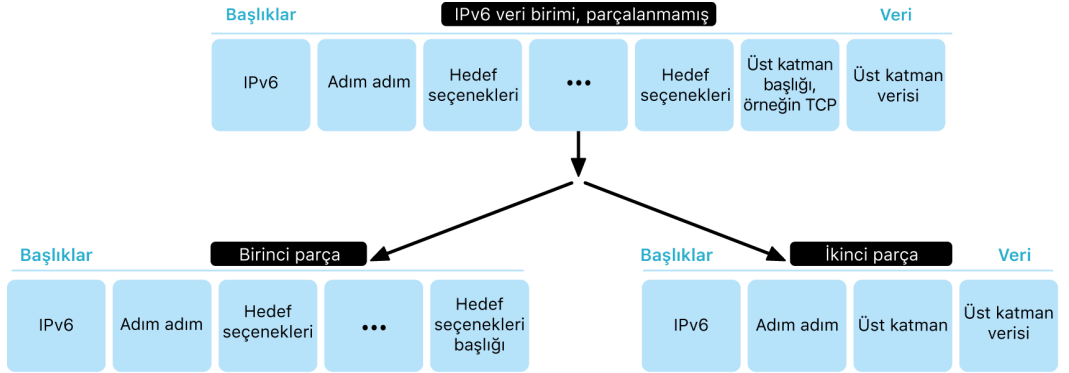 Başlıklar
IPv6 veri birimi, parçalanmamış
Veri
IPv6
Adım adım
Hedef
seçenekleri
...
Hedef
seçenekleri
Üst katman
başlığı,
örneğin TCP
Üst katman
verisi
Başlıklar
Birinci parça
IPv6
Adım adım
Hedef
seçenekleri
...
Hedef
seçenekleri
başlığı
Başlıklar
İkinci parça
Veri
IPv6
Adım adım
Üst katman
Üst katman
verisi